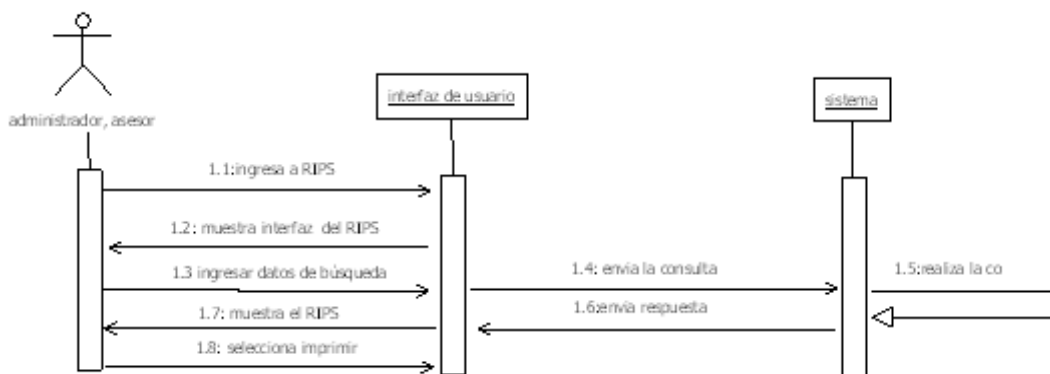 interfaz de usuario
sistema
administrador, asesor
1.1:ingresa a RIPS
1.2: muestra interfaz del RIPS
1.3 ingresar datos de búsqueda
1.4: envia la consulta
1.5:realiza la co
1.6:envia respuesta
1.7: muestra el RIPS
1.8: selecciona imprimir